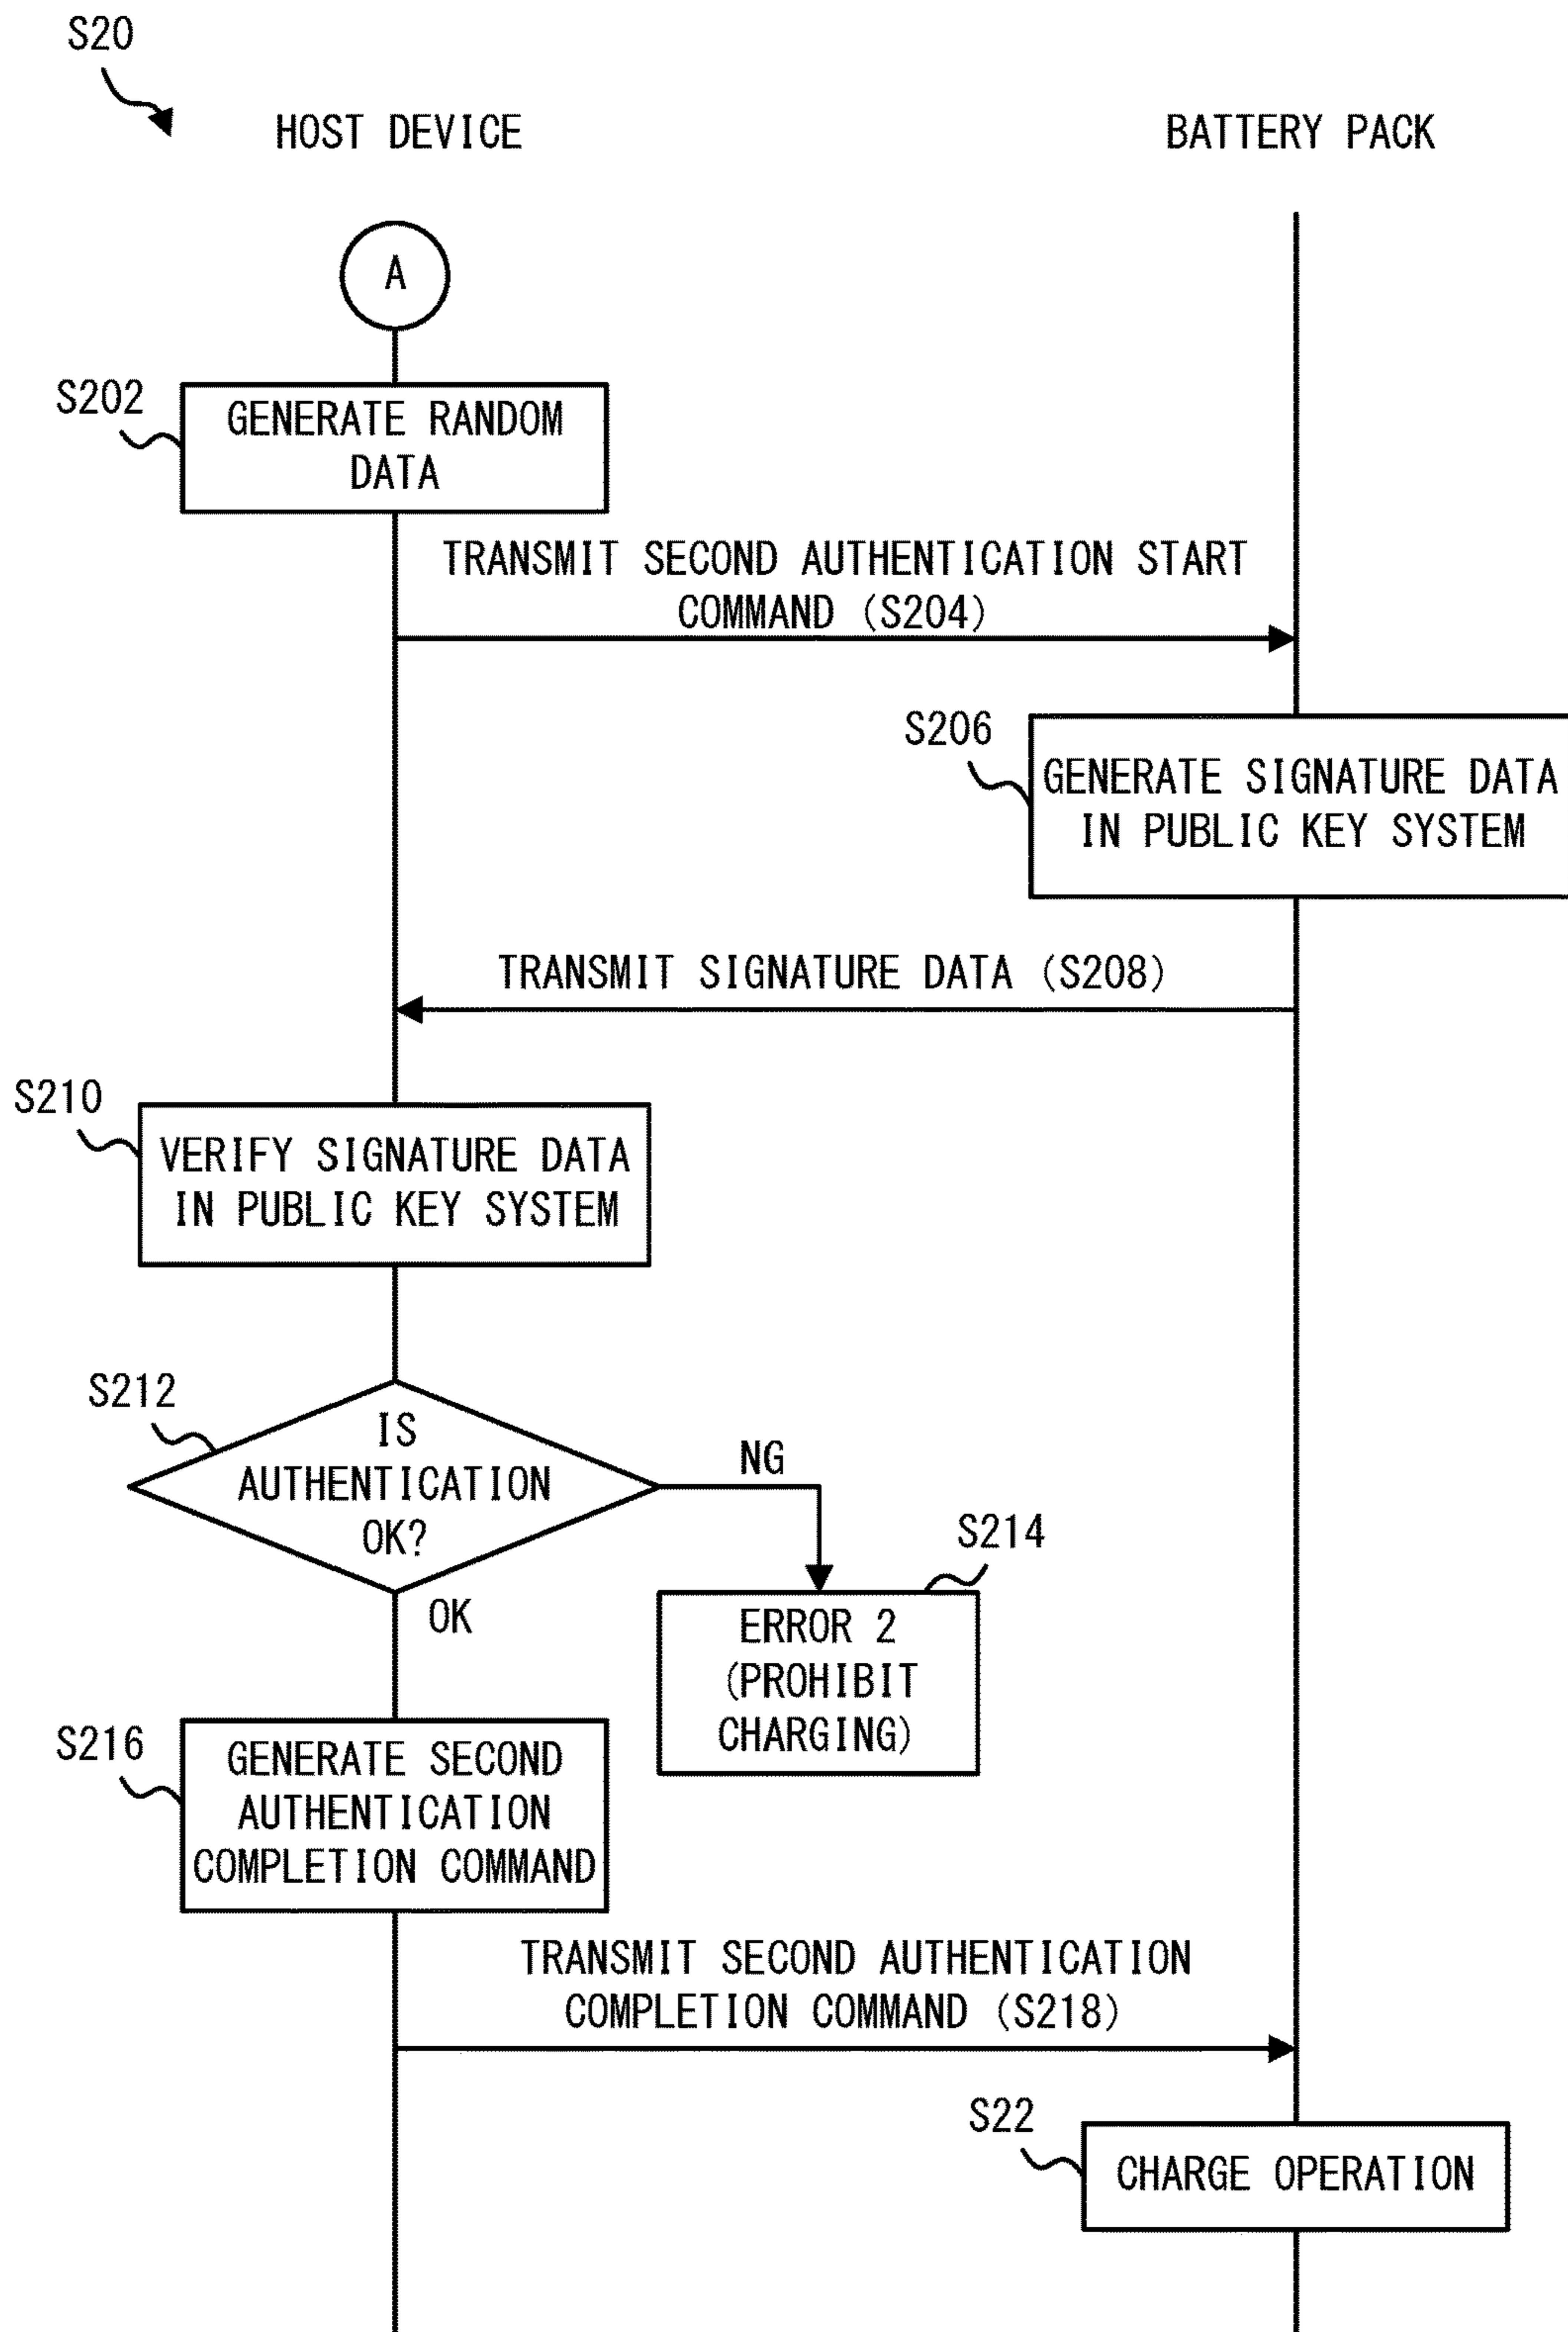 S20
HOST DEVICE
BATTERY PACK
A
S202
GENERATE RANDOM
DATA
TRANSMIT SECOND AUTHENTICATION START
COMMAND (S204)
S206
GENERATE SIGNATURE DATA
IN PUBLIC KEY SYSTEM
TRANSMIT SIGNATURE DATA (S208)
S210
VERIFY SIGNATURE DATA
IN PUBLIC KEY SYSTEM
S212
IS
AUTHENTICATION
OK?
NG
OK
S214
ERROR 2
(PROHIBIT
CHARGING)
S216
GENERATE SECOND
AUTHENTICATION
COMPLETION COMMAND
TRANSMIT SECOND AUTHENTICATION
COMPLETION COMMAND (S218)
S22
CHARGE OPERATION